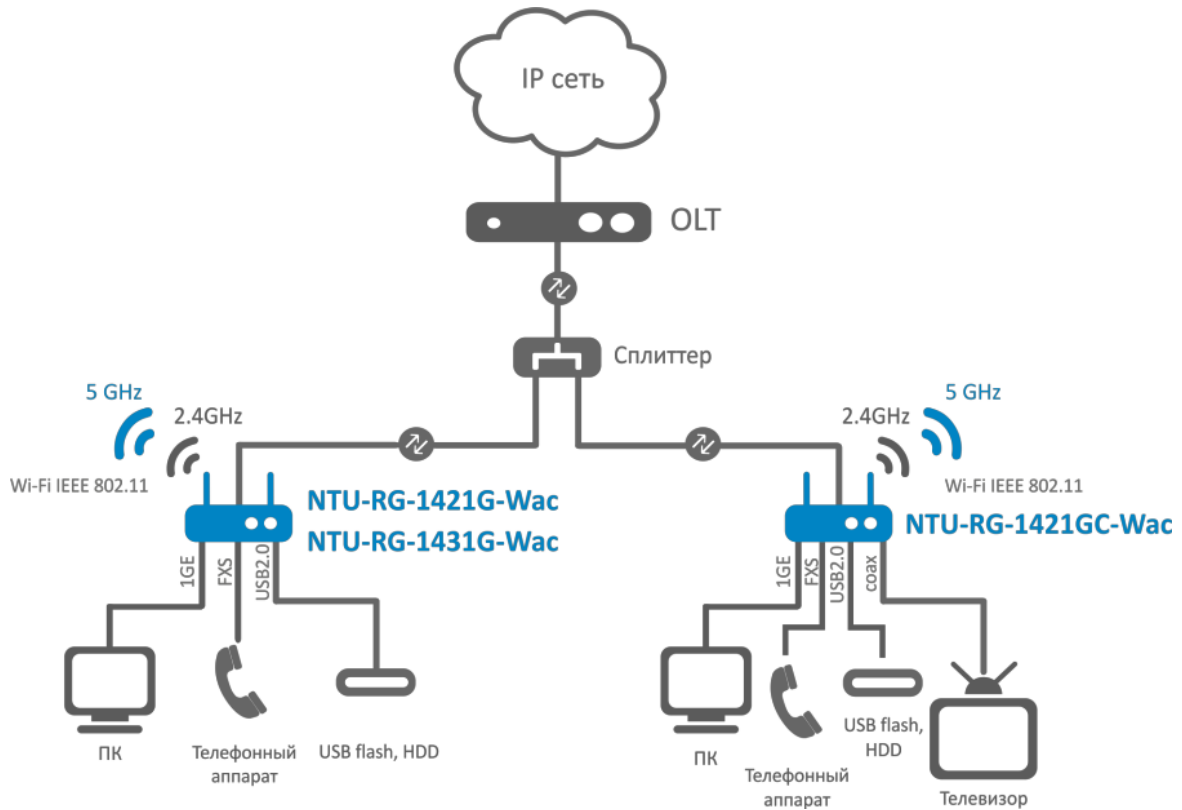 IP сеть
OLT
Сплиттер
5 GHz
2.4GHz
Wi-Fi IEEE 802.11
NTU-RG-1421G-Wac
NTU-RG-1431G-Wac
1GE
FXS
USB2.0
ПК
Телефонный
аппарат
USB flash, HDD
5 GHz
2.4GHz
Wi-Fi IEEE 802.11
NTU-RG-1421GC-Wac
1GE
FXS
USB2.0
coax
ПК
Телефонный
аппарат
USB flash,
HDD
Телевизор